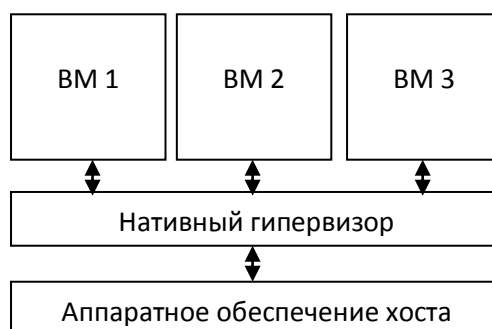 ВМ 1 ВМ 2 ВМ 3
Нативный гипервизор
Аппаратное обеспечение хоста